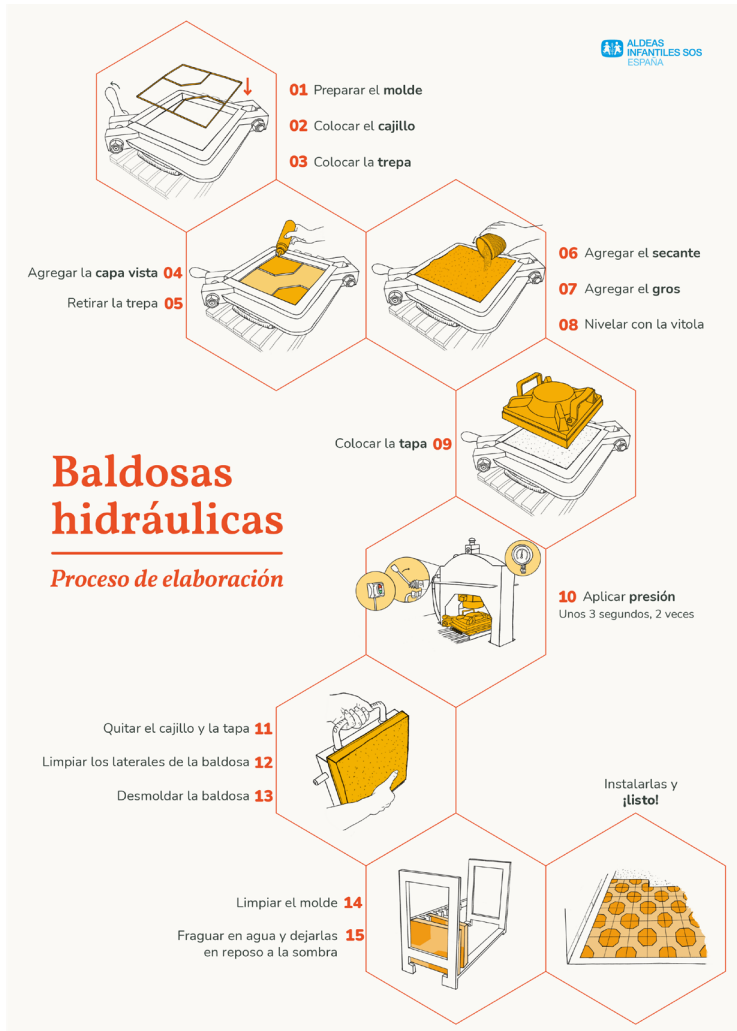 ALDEAS
INFANTILES SOS
ESPAÑA
01 Preparar el molde
02 Colocar el cajillo
03 Colocar la trepa
Agregar la capa vista 04
Retirar la trepa 05
06 Agregar el secante
07 Agregar el gros
08 Nivelar con la vitola
Colocar la tapa 09
Baldosas
hidráulicas
Proceso de elaboración
10 Aplicar presión
Unos 3 segundos, 2 veces
Quitar el cajillo y la tapa 11
Limpiar los laterales de la baldosa 12
Desmoldar la baldosa 13
Instalarlas y
¡listo!
Limpiar el molde 14
Fraguar en agua y dejarlas 15
en reposo a la sombra